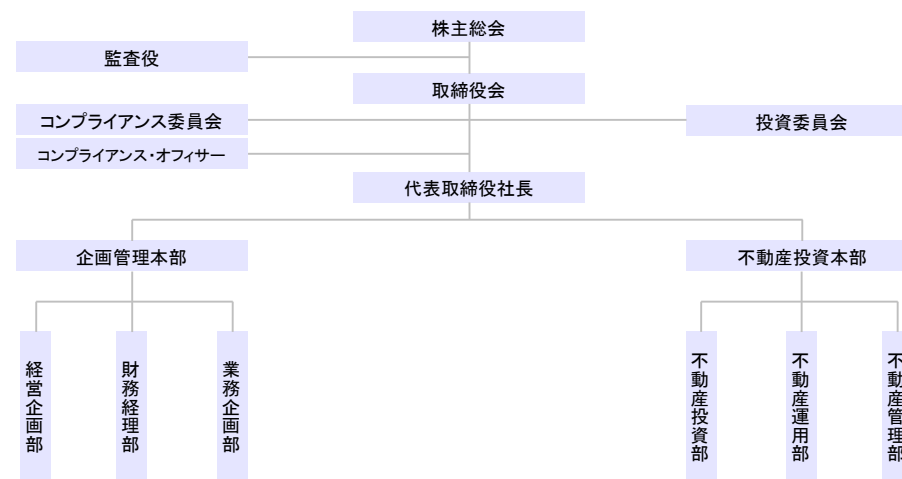 株主総会
監査役
取締役会
コンプライアンス委員会
投資委員会
コンプライアンス・オフィサー
代表取締役社長
企画管理本部
不動産投資本部
経営企画部
財務経理部
業務企画部
不動産投資部
不動産運用部
不動産管理部